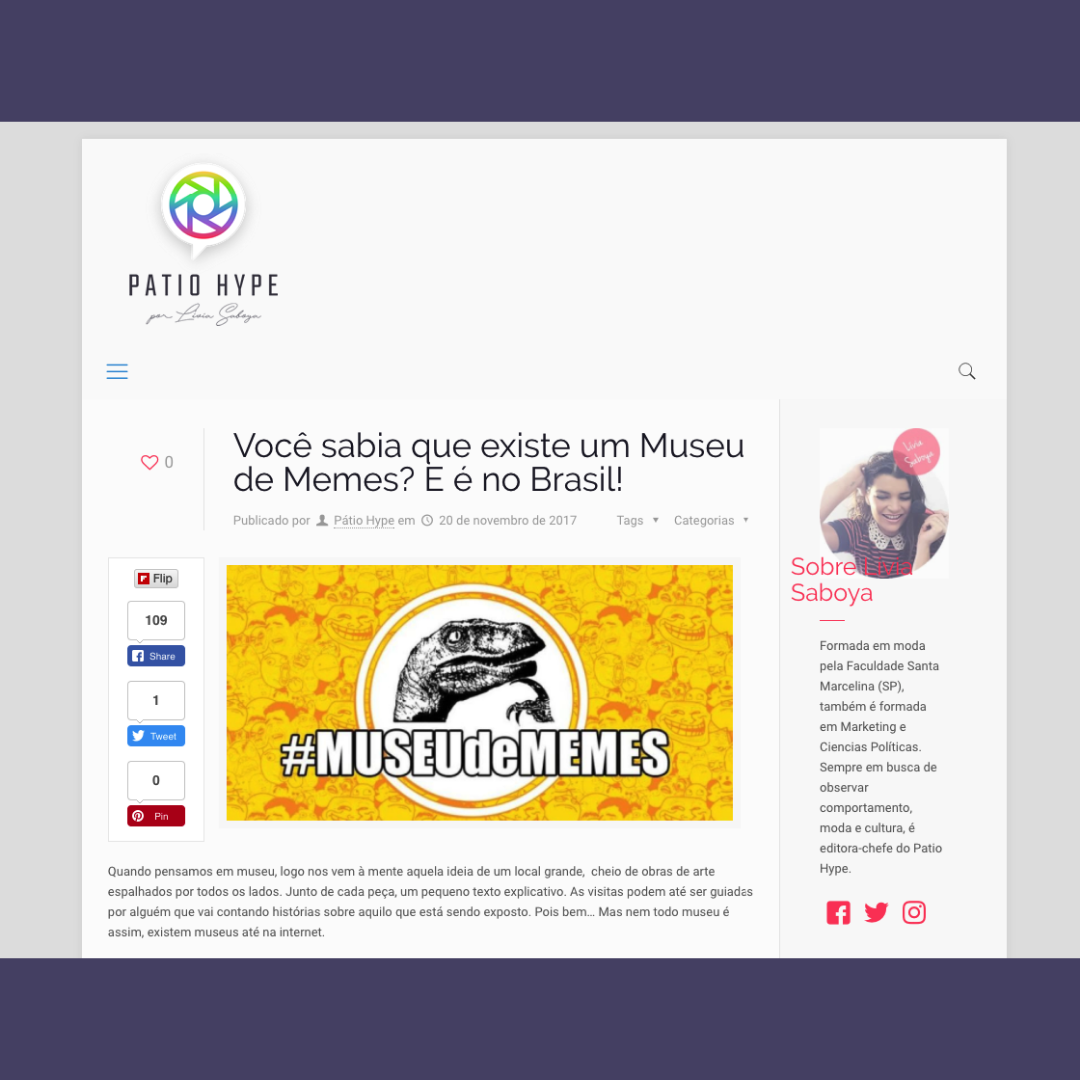 PATIO HYPE
por Lívia Saboya
0
Você sabia que existe um Museu
de Memes? E é no Brasil!
Publicado por Pátio Hype em 20 de novembro de 2017 Tags Categorias
Flip
109
Share
1
Tweet
0
Pin
#MUSEUdeMEMES
Quando pensamos em museu, logo nos vem à mente aquela ideia de um local grande, cheio de obras de arte
espalhados por todos os lados. Junto de cada peça, um pequeno texto explicativo. As visitas podem até ser guiadas
por alguém que vai contando histórias sobre aquilo que está sendo exposto. Pois bem... Mas nem todo museu é
assim, existem museus até na internet.
Lívia
Saboya
Sobre Lívia
Saboya
Formada em moda
pela Faculdade Santa
Marcelina (SP),
também é formada
em Marketing e
Ciencias Políticas.
Sempre em busca de
observar
comportamento,
moda e cultura, é
editora-chefe do Patio
Hype.